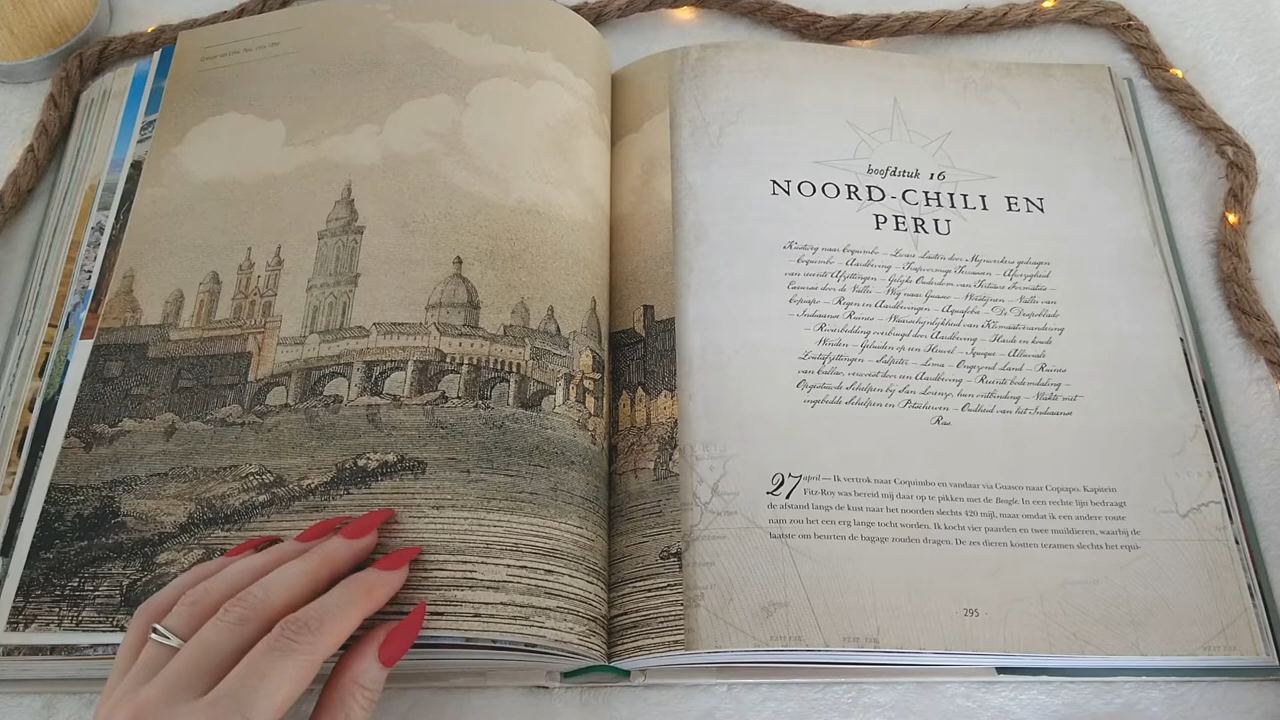 Gravure van Lima, Peru, circa 1850
hoofdstuk 16
NOORD-CHILI EN
PERU
Kustweg naar Coquimbo – Zware Lasten door Mijnwerkers gedragen
– Coquimbo – Aardbeving – Trapvormige Terrassen – Afwezigheid
van recente Afzettingen – Gelijke Ouderdom van Tertiaire Formaties –
Excursie door de Vallei – Weg naar Guasco – Woestijnen – Vallei van
Copiapo – Regen en Aardbevingen – Aquafobia – De Despoblado
– Indiaanse Ruïnes – Waarschijnlijkheid van Klimaatverandering
– Rivierbedding overbrugd door Aardbeving – Harde en koude
Winden – Geluiden op een Heuvel – Iquique – Alluviale
Zoutafzettingen – Salpeter – Lima – Ongezond Land – Ruïnes
van Callao, verwoest door een Aardbeving – Recente bodemdaling –
Opgestuwde Schelpen bij San Lorenzo, hun ontbinding – Vlakte met
ingebedde Schelpen en Potscherven – Oudheid van het Indiaanse
Ras.
27 april — Ik vertrok naar Coquimbo en vandaar via Guasco naar Copiapo. Kapitein
Fitz-Roy was bereid mij daar op te pikken met de Beagle. In een rechte lijn bedraagt
de afstand langs de kust naar het noorden slechts 420 mijl, maar omdat ik een andere route
nam zou het een erg lange tocht worden. Ik kocht vier paarden en twee muildieren, waarbij de
laatste om beurten de bagage zouden dragen. De zes dieren kostten tezamen slechts het equi-
· 295 ·